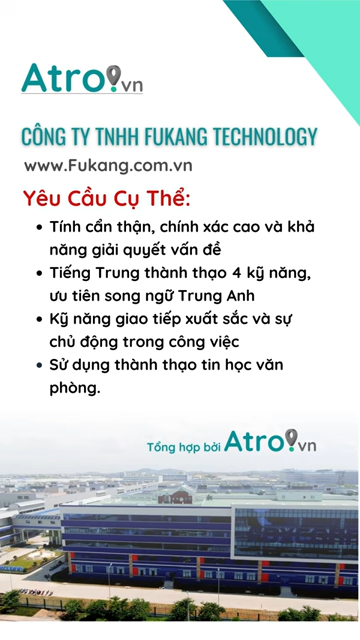 Atro!vn
CÔNG TY TNHH FUKANG TECHNOLOGY
www.Fukang.com.vn
Yêu Cầu Cụ Thể:
• Tính cẩn thận, chính xác cao và khả
năng giải quyết vấn đề
• Tiếng Trung thành thạo 4 kỹ năng,
ưu tiên song ngữ Trung Anh
• Kỹ năng giao tiếp xuất sắc và sự
chủ động trong công việc
• Sử dụng thành thạo tin học văn
phòng.
Tổng hợp bởi Atro!vn